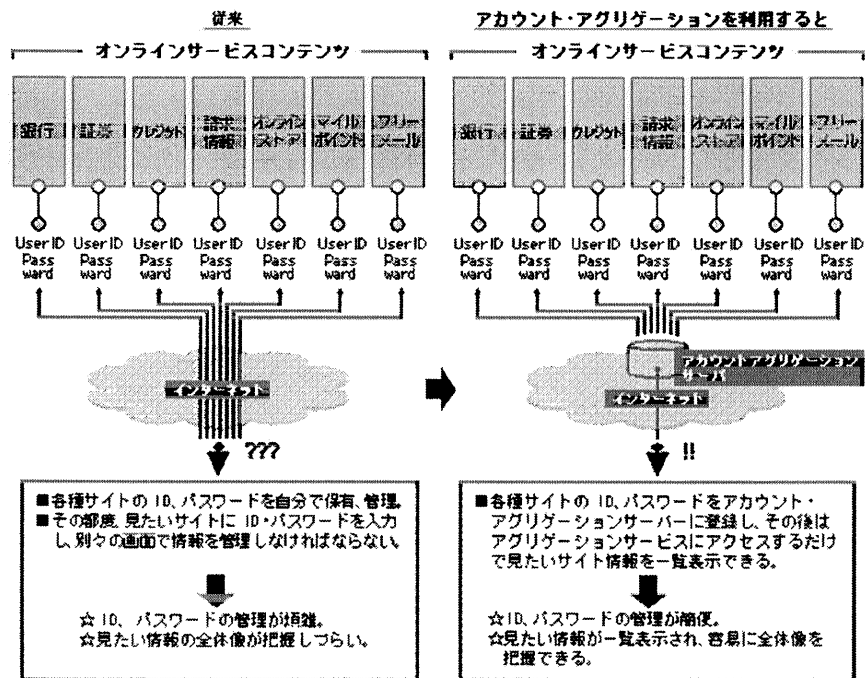 従来
オンラインサービスコンテンツ
銀行
証券
クレジット
請求
情報
オンライン
ストア
マイル
ポイント
フリー
メール
User ID
Pass
ward
User ID
Pass
ward
User ID
Pass
ward
User ID
Pass
ward
User ID
Pass
ward
User ID
Pass
ward
User ID
Pass
ward
インターネット
???
■各種サイトの ID、パスワードを自分で保有、管理。
■その都度、見たいサイトに ID・パスワードを入力
し、別々の画面で情報を管理しなければならない。
☆ID、パスワードの管理が煩雑。
☆見たい情報の全体像が把握しづらい。
アカウント・アグリゲーションを利用すると
オンラインサービスコンテンツ
銀行
証券
クレジット
請求
情報
オンライン
ストア
マイル
ポイント
フリー
メール
User ID
Pass
ward
User ID
Pass
ward
User ID
Pass
ward
User ID
Pass
ward
User ID
Pass
ward
User ID
Pass
ward
User ID
Pass
ward
アカウントアグリゲーション
サーバ
インターネット
!!
■各種サイトの ID、パスワードをアカウント・
アグリゲーションサーバーに登録し、その後は
アグリゲーションサービスにアクセスするだけ
で見たいサイト情報を一覧表示できる。
☆ID、パスワードの管理が簡便。
☆見たい情報が一覧表示され、容易に全体像を
把握できる。